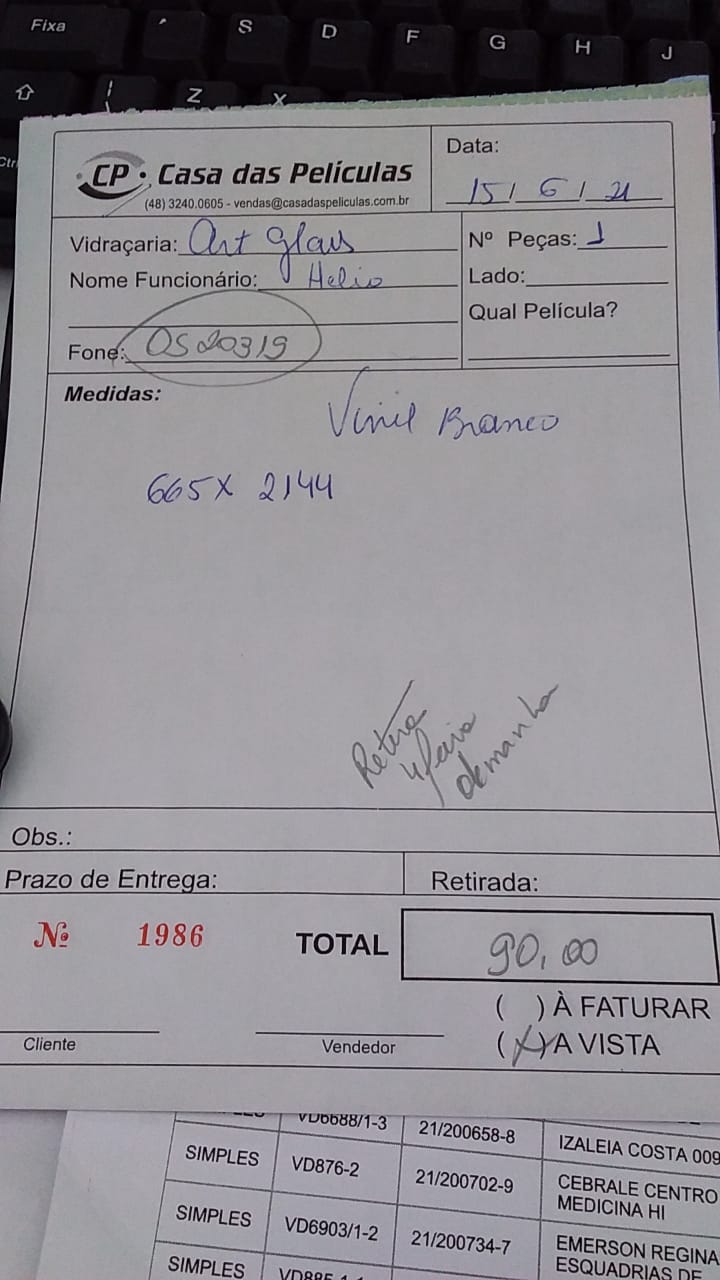 Fixa
S D F G H J
Z X
Ctr
CP Casa das Películas
(48) 3240.0605 - vendas@casadaspeliculas.com.br
Data:
15/ 6 / 21
Vidraçaria: Art Glass
Nº Peças: 1
Nome Funcionário: Helio
Lado:
Qual Película?
Fone: OS 20319
Medidas:
Vinil Branco
665 X 2144
Retira
4 feira
de manhã
Obs.:
Prazo de Entrega:
Retirada:
Nº 1986
TOTAL 90,00
( ) À FATURAR
(X) A VISTA
Cliente
Vendedor
VD6688/1-3 21/200658-8 IZALEIA COSTA 009
SIMPLES VD876-2 21/200702-9 CEBRALE CENTRO
MEDICINA HI
SIMPLES VD6903/1-2 21/200734-7 EMERSON REGINA
ESQUADRIAS DE
SIMPLES